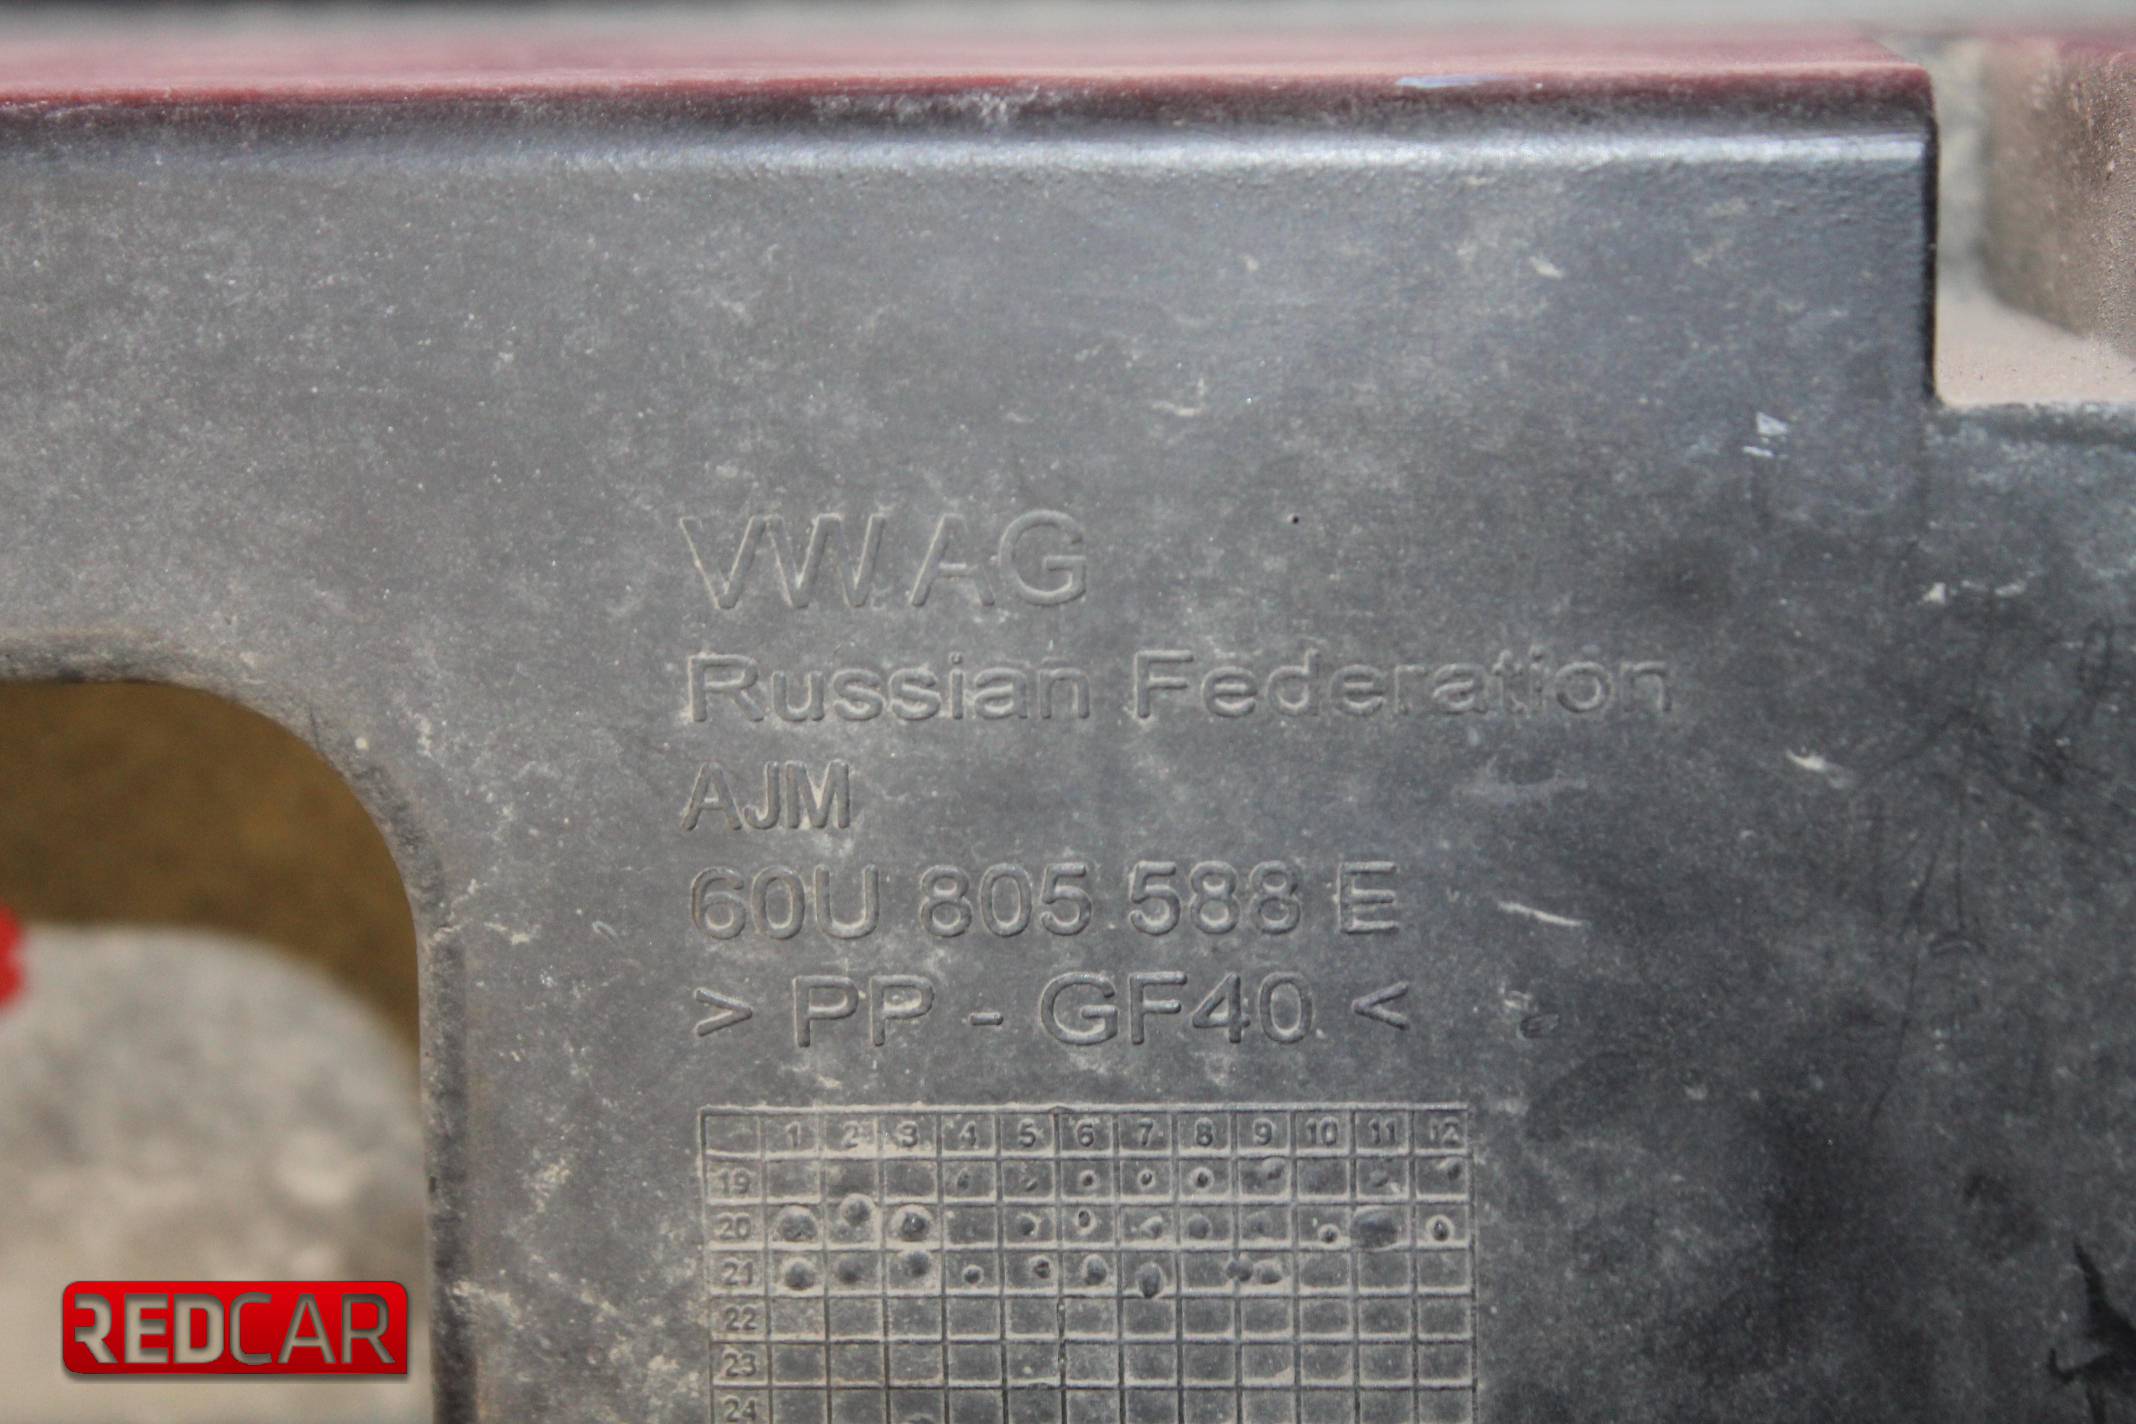 VW AG
Russian Federation
AJM
60U 805 588 E
> PP - GF40 <
1 2 3 4 5 6 7 8 9 10 11 12
19
20
21
22
23
24
REDCAR